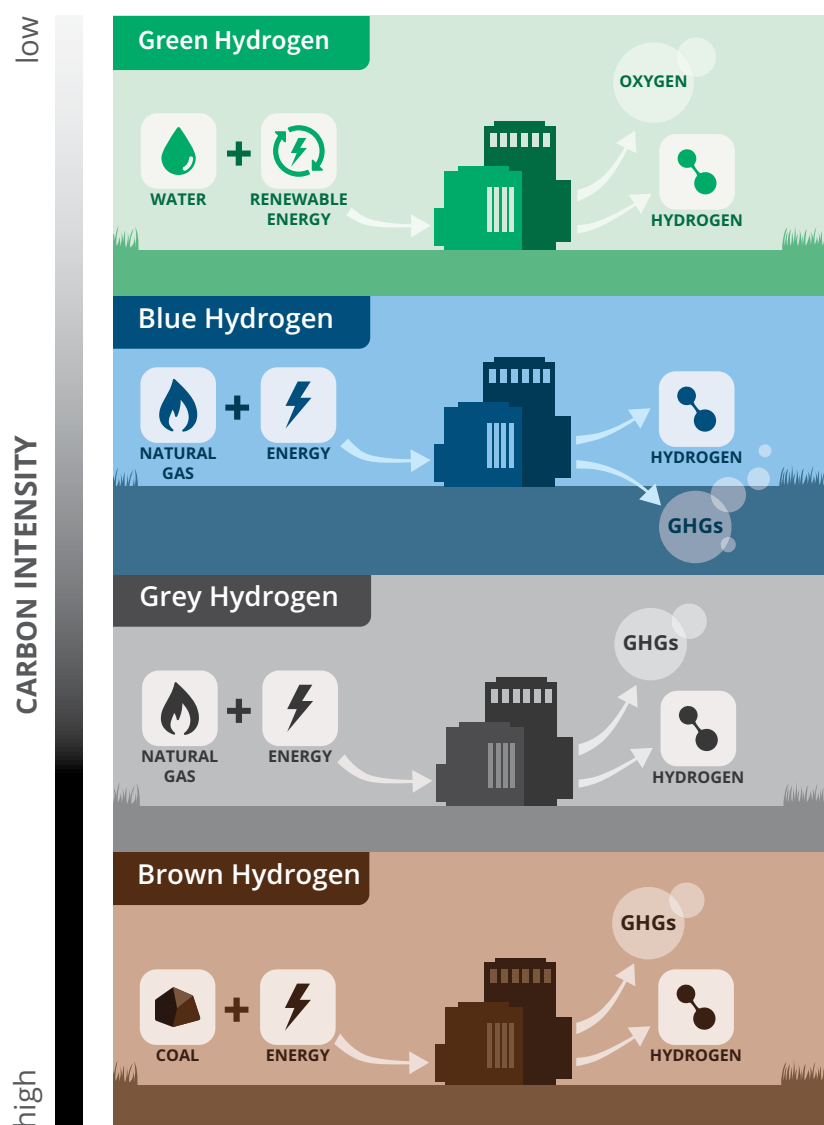 low
CARBON INTENSITY
high
Green Hydrogen
WATER
+
RENEWABLE
ENERGY
OXYGEN
HYDROGEN
Blue Hydrogen
NATURAL
GAS
+
ENERGY
HYDROGEN
GHGs
Grey Hydrogen
NATURAL
GAS
+
ENERGY
GHGs
HYDROGEN
Brown Hydrogen
COAL
+
ENERGY
GHGs
HYDROGEN